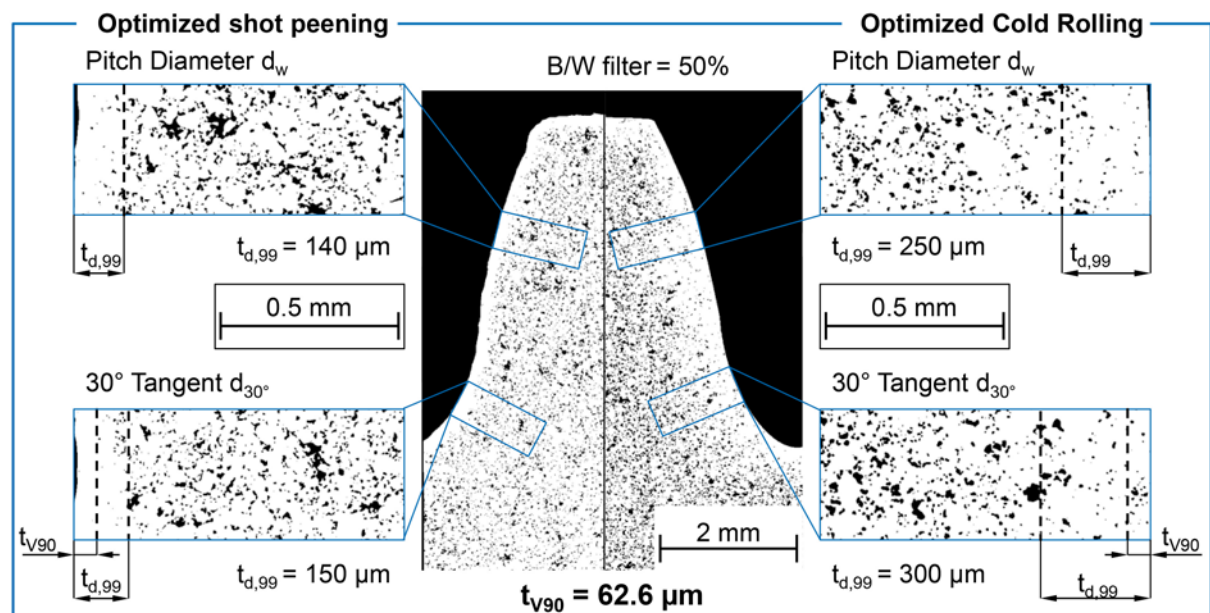 Optimized shot peening
Optimized Cold Rolling
Pitch Diameter dw
B/W filter = 50%
Pitch Diameter dw
td,99 = 140 µm
td,99
td,99 = 250 µm
td,99
0.5 mm
0.5 mm
30° Tangent d30°
30° Tangent d30°
2 mm
tV90
td,99
td,99 = 150 µm
tV90 = 62.6 µm
td,99 = 300 µm
td,99
tV90